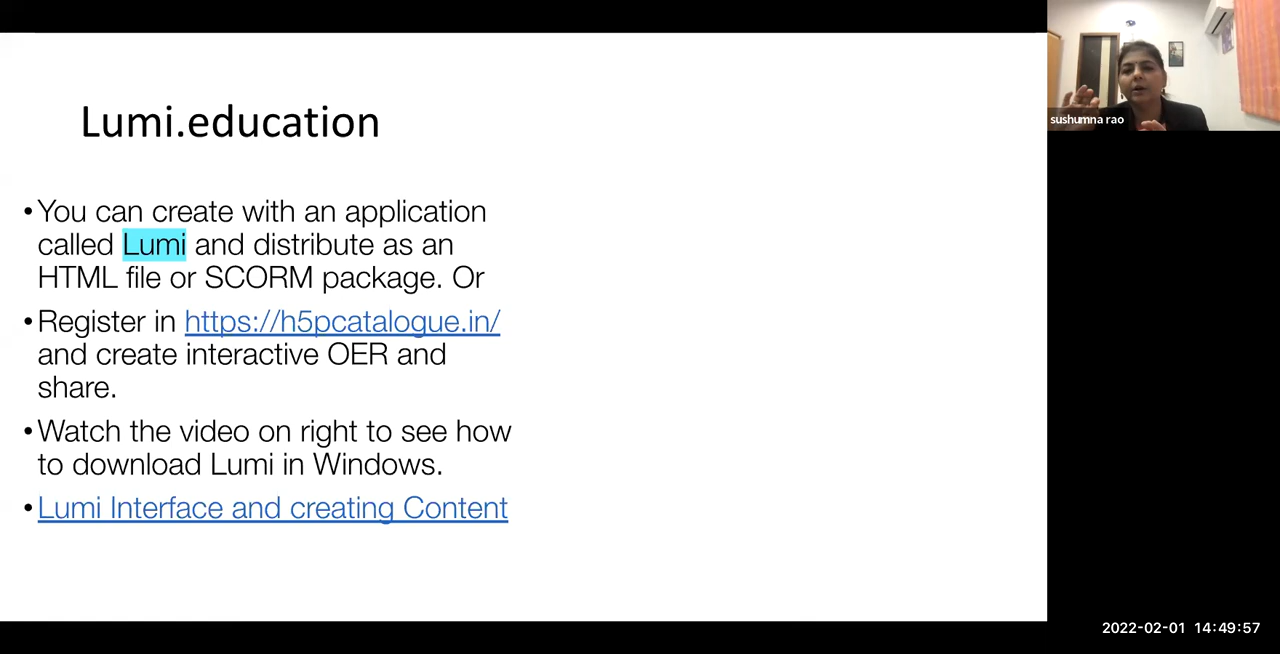 Lumi.education
•You can create with an application
called Lumi and distribute as an
HTML file or SCORM package. Or
•Register in https://h5pcatalogue.in/
and create interactive OER and
share.
•Watch the video on right to see how
to download Lumi in Windows.
•Lumi Interface and creating Content
sushumna rao
2022-02-01 14:49:57